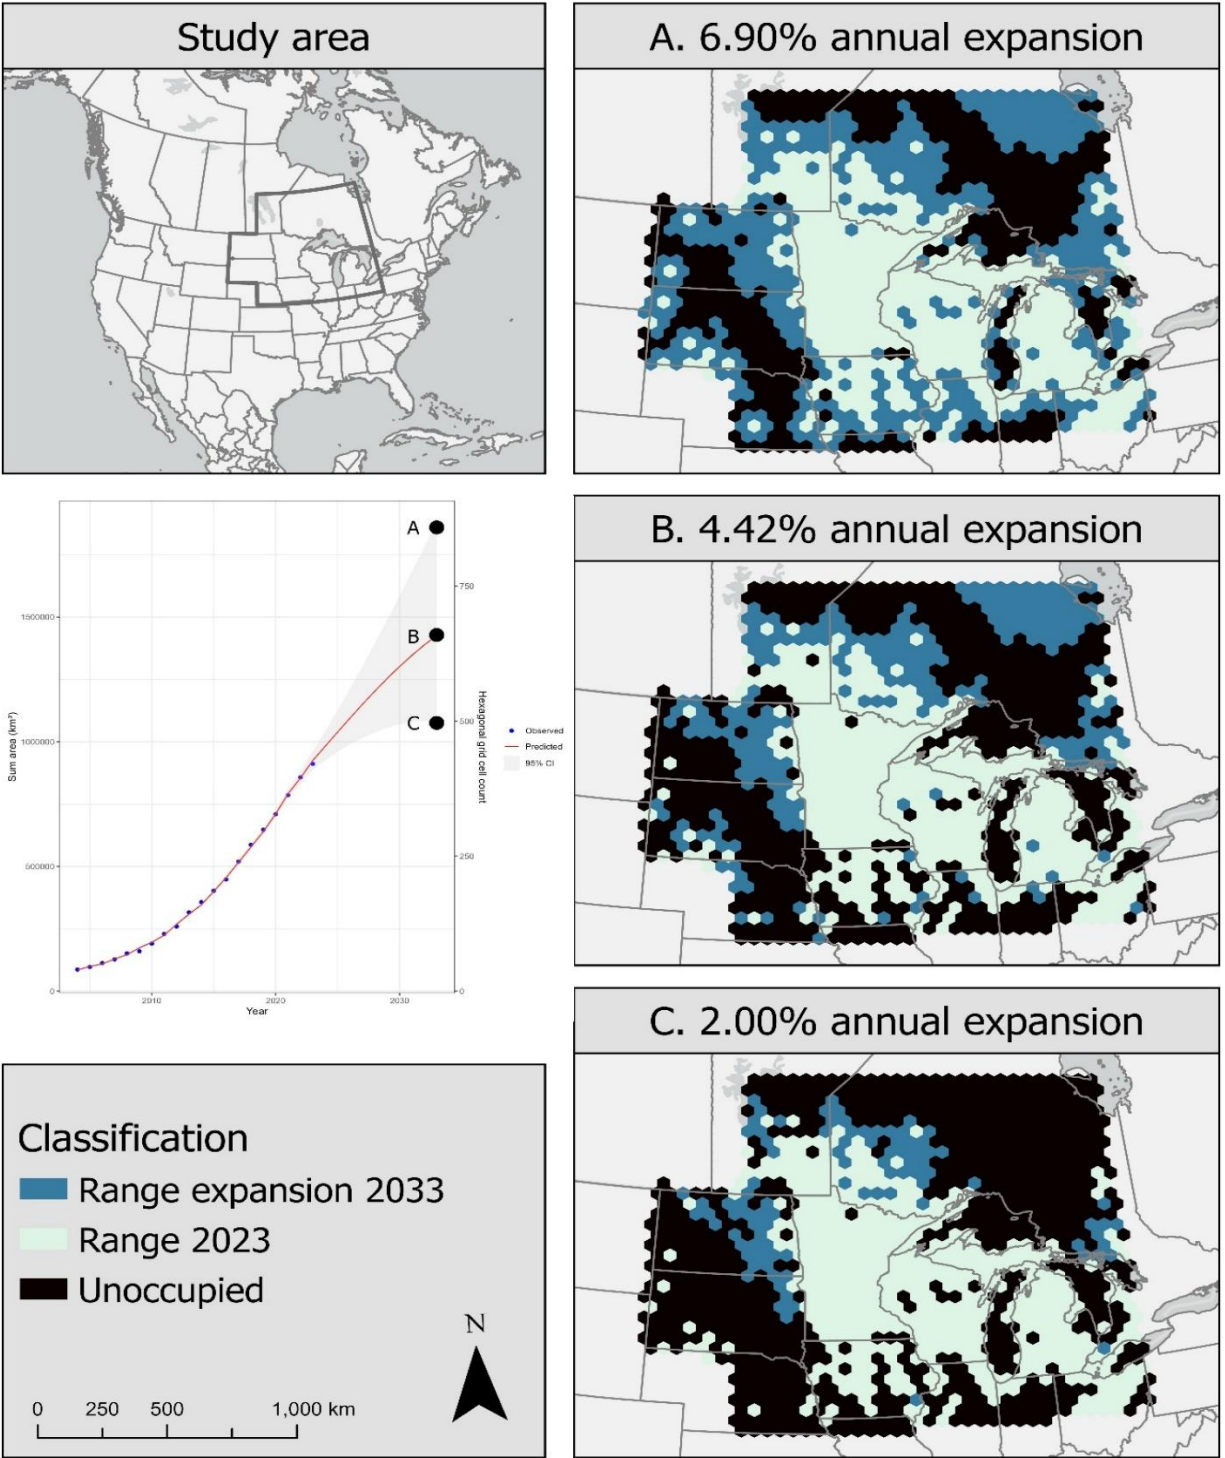 Study area
A. 6.90% annual expansion
A
B
C
1500000
1000000
500000
0
750
500
250
0
2010
2020
2030
Year
Sum area (km²)
Hexagonal grid cell count
Observed
Predicted
95% CI
B. 4.42% annual expansion
C. 2.00% annual expansion
Classification
Range expansion 2033
Range 2023
Unoccupied
N
0 250 500 1,000 km